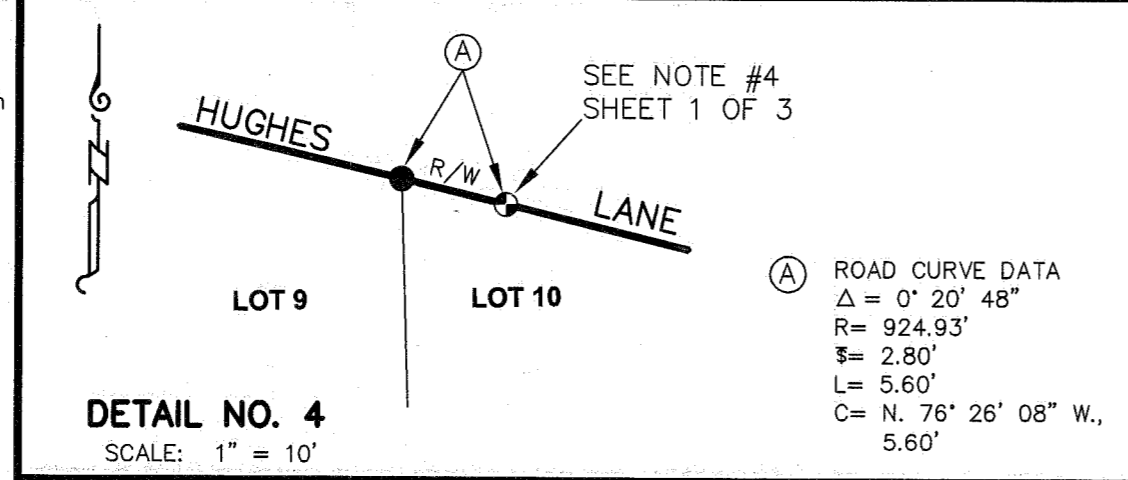 A
SEE NOTE #4
SHEET 1 OF 3
HUGHES
R/W
LANE
LOT 9
LOT 10
A ROAD CURVE DATA
Δ = 0° 20' 48"
R= 924.93'
= 2.80'
L= 5.60'
C= N. 76° 26' 08" W.,
5.60'
DETAIL NO. 4
SCALE: 1" = 10'
N